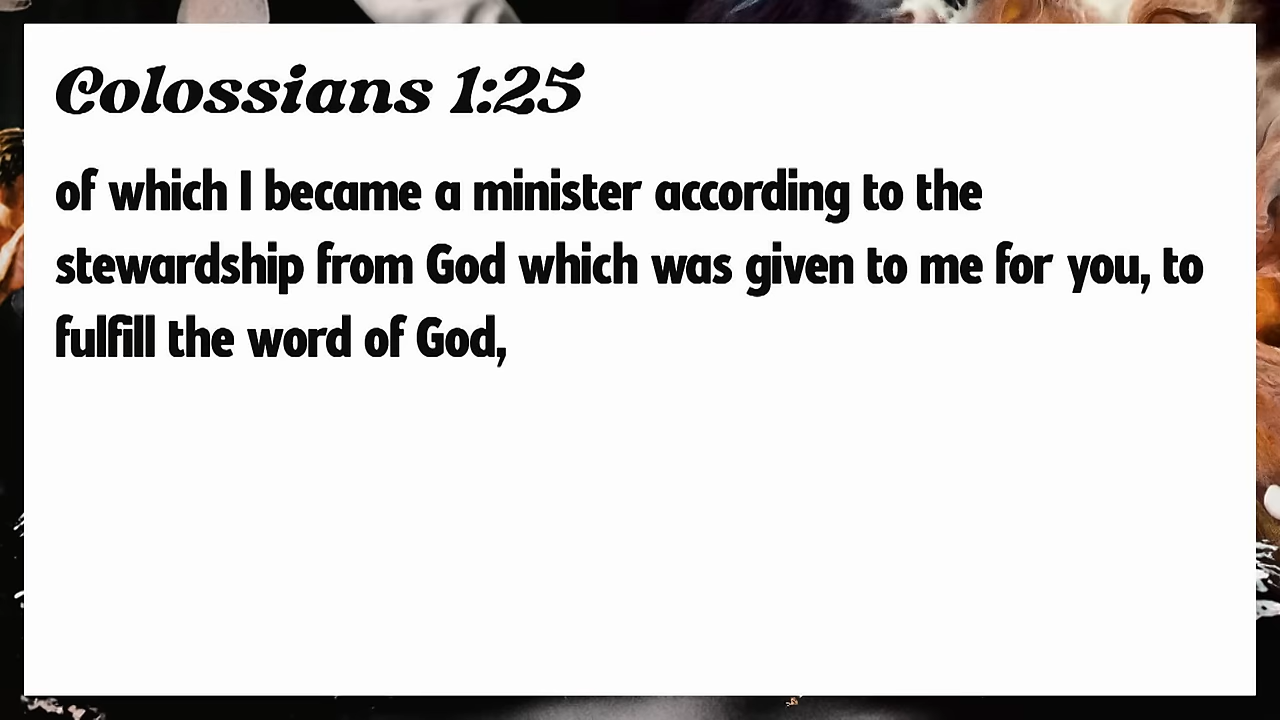 Colossians 1:25
of which I became a minister according to the
stewardship from God which was given to me for you, to
fulfill the word of God,